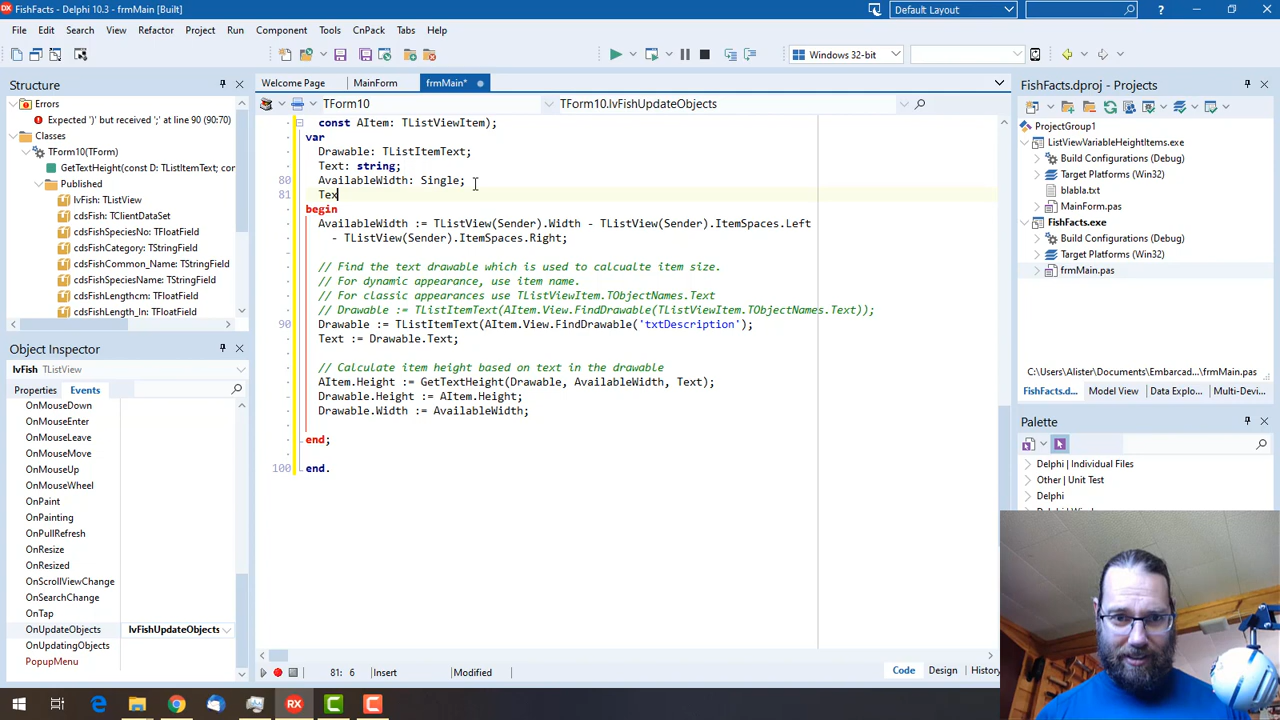 FishFacts - Delphi 10.3 - frmMain [Built]
Default Layout
File Edit Search View Refactor Project Run Component Tools CnPack Tabs Help
Windows 32-bit
Structure
Errors
Expected ')' but received ';' at line 90 (90:70)
Classes
TForm10(TForm)
GetTextHeight(const D: TListItemText; con
Published
lvFish: TListView
cdsFish: TClientDataSet
cdsFishSpeciesNo: TFloatField
cdsFishCategory: TStringField
cdsFishCommon_Name: TStringField
cdsFishSpeciesName: TStringField
cdsFishLengthcm: TFloatField
cdsFishLength_In: TFloatField
Object Inspector
lvFish TListView
Properties Events
OnMouseDown
OnMouseEnter
OnMouseLeave
OnMouseMove
OnMouseUp
OnMouseWheel
OnPaint
OnPainting
OnPullRefresh
OnResize
OnResized
OnScrollViewChange
OnSearchChange
OnTap
OnUpdateObjects lvFishUpdateObjects
OnUpdatingObjects
PopupMenu
Welcome Page MainForm frmMain*
TForm10 TForm10.lvFishUpdateObjects
const AItem: TListViewItem);
var
Drawable: TListItemText;
Text: string;
80 AvailableWidth: Single;
81 Tex
begin
AvailableWidth := TListView(Sender).Width - TListView(Sender).ItemSpaces.Left
- TListView(Sender).ItemSpaces.Right;
// Find the text drawable which is used to calcualte item size.
// For dynamic appearance, use item name.
// For classic appearances use TListViewItem.TObjectNames.Text
// Drawable := TListItemText(AItem.View.FindDrawable(TListViewItem.TObjectNames.Text));
90 Drawable := TListItemText(AItem.View.FindDrawable('txtDescription');
Text := Drawable.Text;
// Calculate item height based on text in the drawable
AItem.Height := GetTextHeight(Drawable, AvailableWidth, Text);
Drawable.Height := AItem.Height;
Drawable.Width := AvailableWidth;
end;
100 end.
81: 6 Insert Modified
Code Design History
FishFacts.dproj - Projects
ProjectGroup1
ListViewVariableHeightItems.exe
Build Configurations (Debug)
Target Platforms (Win32)
blabla.txt
MainForm.pas
FishFacts.exe
Build Configurations (Debug)
Target Platforms (Win32)
frmMain.pas
C:\Users\Alister\Documents\Embarcad...\frmMain.pas
FishFacts.d... Model View Data Explo... Multi-Devi...
Palette
Delphi | Individual Files
Other | Unit Test
Delphi